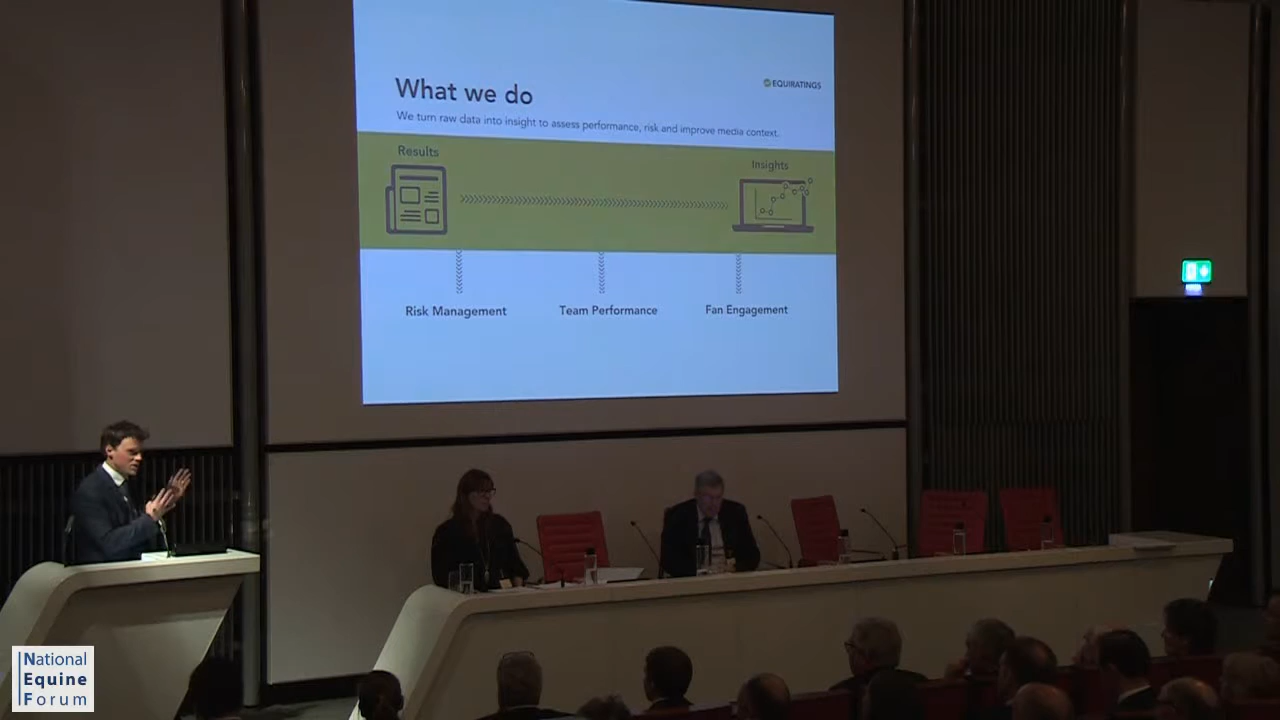 What we do
EQUIRATINGS
We turn raw data into insight to assess performance, risk and improve media context.
Results
Insights
Risk Management
Team Performance
Fan Engagement
National
Equine
Forum